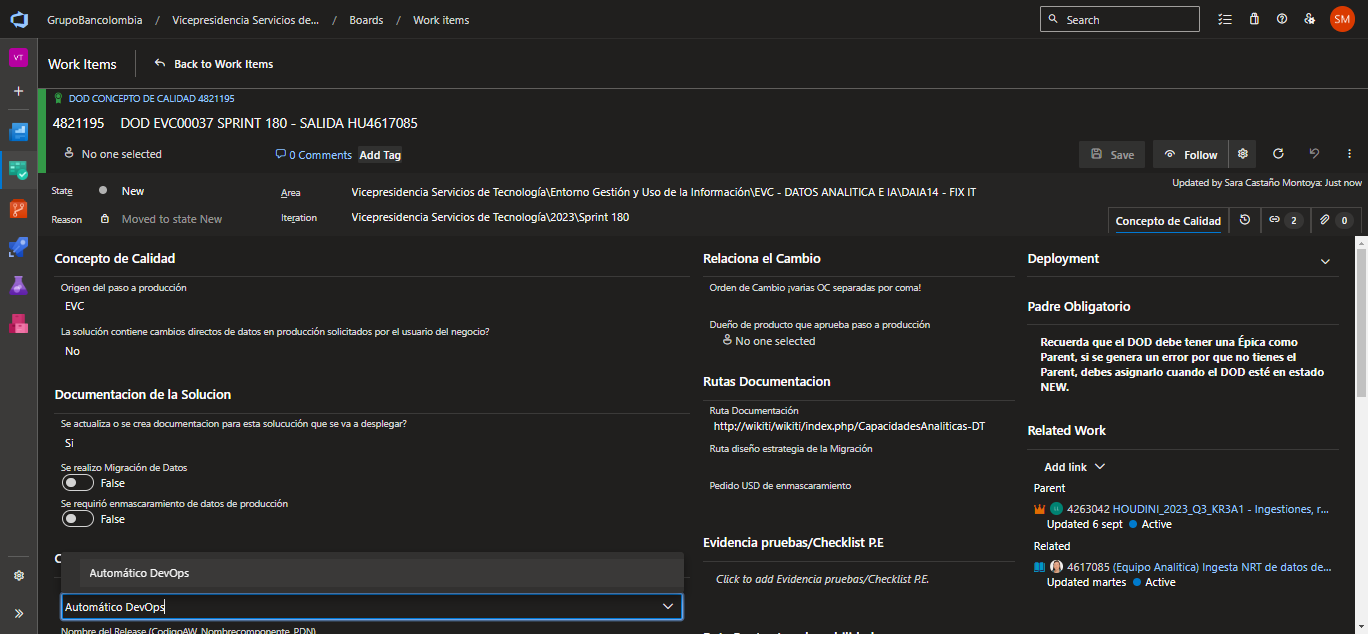 GrupoBancolombia / Vicepresidencia Servicios de... / Boards / Work items
Search
SM
VT
Work Items
Back to Work Items
DOD CONCEPTO DE CALIDAD 4821195
4821195 DOD EVC00037 SPRINT 180 - SALIDA HU4617085
No one selected
0 Comments
Add Tag
Save
Follow
State
New
Area
Vicepresidencia Servicios de Tecnología\Entorno Gestión y Uso de la Información\EVC - DATOS ANALITICA E IA\DAIA14 - FIX IT
Updated by Sara Castaño Montoya: Just now
Reason
Moved to state New
Iteration
Vicepresidencia Servicios de Tecnología\2023\Sprint 180
Concepto de Calidad
2
0
Concepto de Calidad
Origen del paso a producción
EVC
La solución contiene cambios directos de datos en producción solicitados por el usuario del negocio?
No
Documentacion de la Solucion
Se actualiza o se crea documentacion para esta solucución que se va a desplegar?
Si
Se realizo Migración de Datos
False
Se requirió enmascaramiento de datos de producción
False
Automático DevOps
Automático DevOps
Nombre del Release (CodigoAW_Nombrecomponente_PDN)
Relaciona el Cambio
Orden de Cambio ¡varias OC separadas por coma!
Dueño de producto que aprueba paso a producción
No one selected
Rutas Documentacion
Ruta Documentación
http://wikiti/wikiti/index.php/CapacidadesAnaliticas-DT
Ruta diseño estrategia de la Migración
Pedido USD de enmascaramiento
Evidencia pruebas/Checklist P.E
Click to add Evidencia pruebas/Checklist P.E.
Deployment
Padre Obligatorio
Recuerda que el DOD debe tener una Épica como
Parent, si se genera un error por que no tienes el
Parent, debes asignarlo cuando el DOD esté en estado
NEW.
Related Work
Add link
Parent
4263042 HOUDINI_2023_Q3_KR3A1 - Ingestiones, r...
Updated 6 sept Active
Related
4617085 (Equipo Analitica) Ingesta NRT de datos de...
Updated martes Active